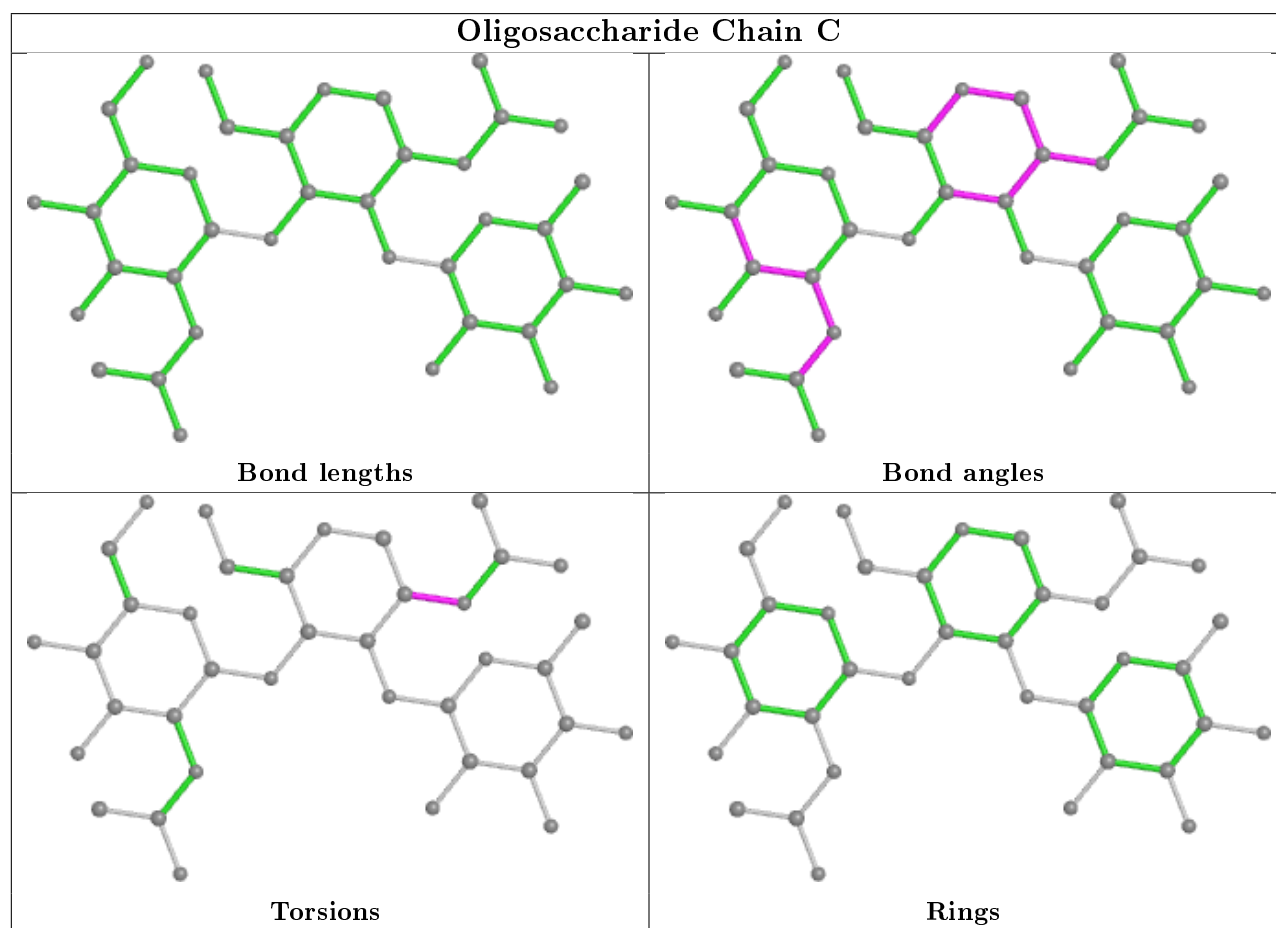 Oligosaccharide Chain C
Bond lengths
Bond angles
Torsions
Rings